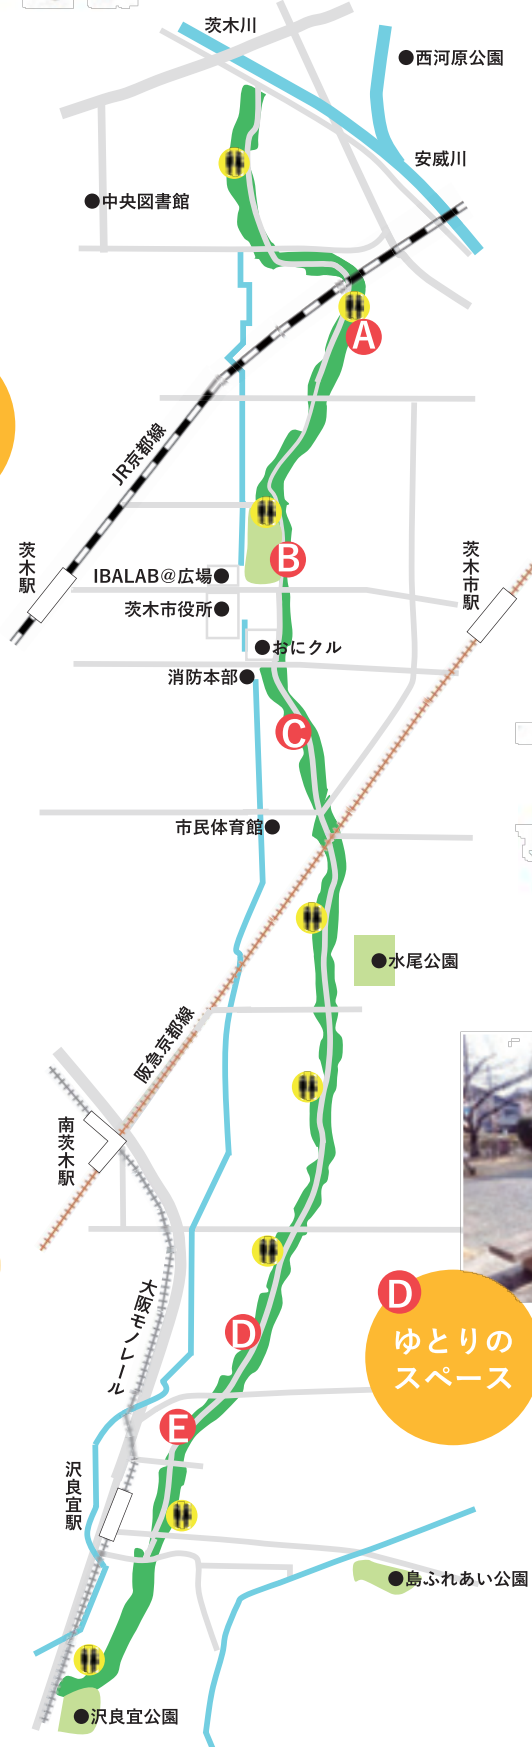 茨木川
西河原公園
安威川
中央図書館
A
JR京都線
B
茨木駅
IBALAB@広場
茨木市役所
茨木市駅
おにクル
消防本部
C
市民体育館
水尾公園
阪急京都線
南茨木駅
D
大阪モノレール
D
ゆとりの
スペース
E
沢良宜駅
島ふれあい公園
沢良宜公園